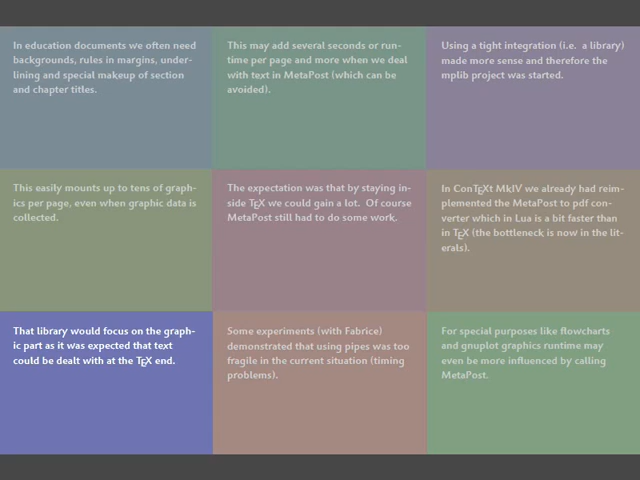 In education documents we often need
backgrounds, rules in margins, under-
lining and special makeup of section
and chapter titles.
This may add several seconds or run-
time per page and more when we deal
with text in MetaPost (which can be
avoided).
Using a tight integration (i.e. a library)
made more sense and therefore the
mplib project was started.
This easily mounts up to tens of graph-
ics per page, even when graphic data is
collected.
The expectation was that by staying in-
side TEX we could gain a lot. Of course
MetaPost still had to do some work.
In ConTEXt MkIV we already had reim-
plemented the MetaPost to pdf con-
verter which in Lua is a bit faster than
in TEX (the bottleneck is now in the lit-
erals).
That library would focus on the graph-
ic part as it was expected that text
could be dealt with at the TEX end.
Some experiments (with Fabrice)
demonstrated that using pipes was too
fragile in the current situation (timing
problems).
For special purposes like flowcharts
and gnuplot graphics runtime may
even be more influenced by calling
MetaPost.